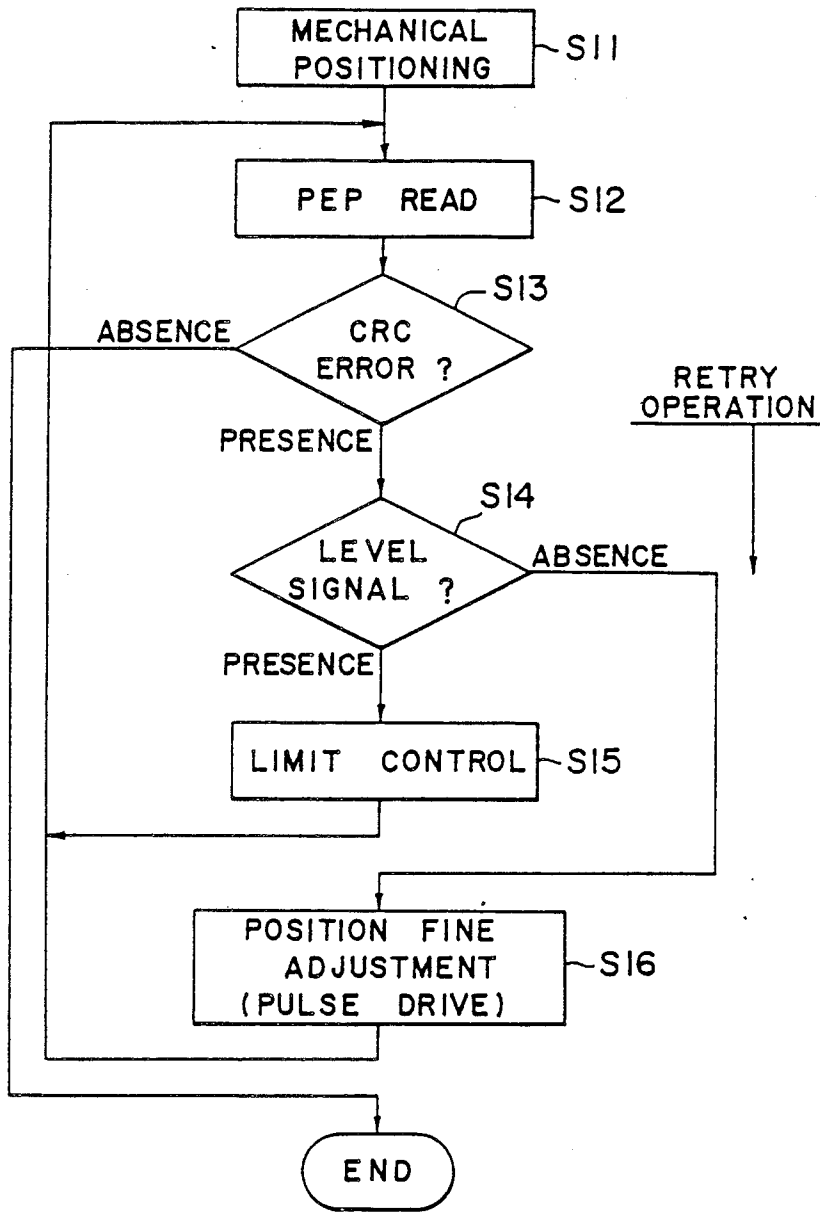 MECHANICAL
POSITIONING
S11
PEP READ
S12
S13
ABSENCE
CRC
ERROR ?
RETRY
OPERATION
PRESENCE
S14
LEVEL
SIGNAL ?
ABSENCE
PRESENCE
LIMIT CONTROL
S15
POSITION FINE
ADJUSTMENT
(PULSE DRIVE)
S16
END